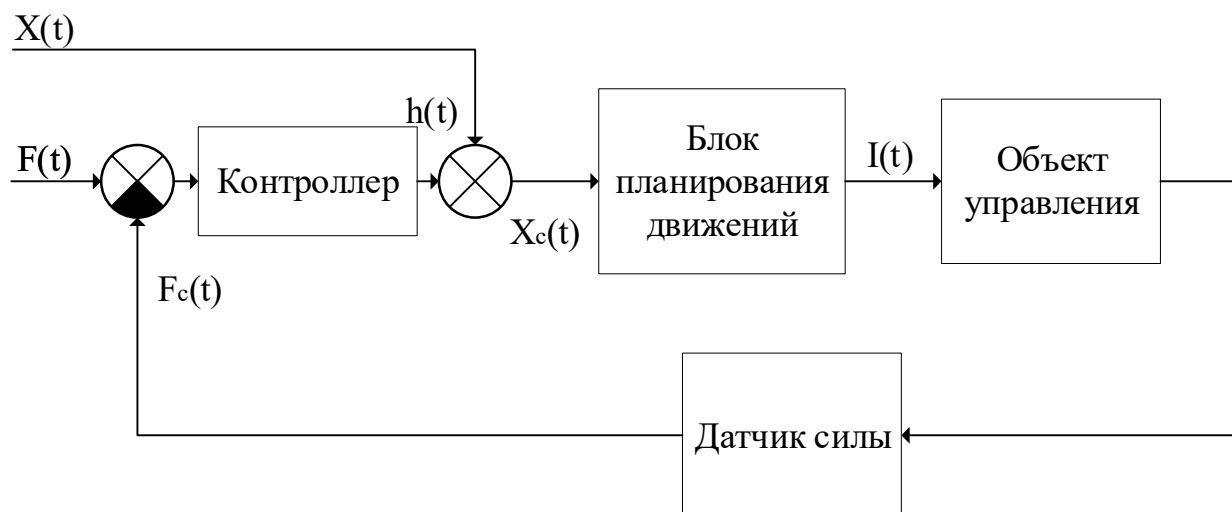 X(t)
F(t)
Контроллер
h(t)
Xc(t)
Блок
планирования
движений
I(t)
Объект
управления
Fc(t)
Датчик силы